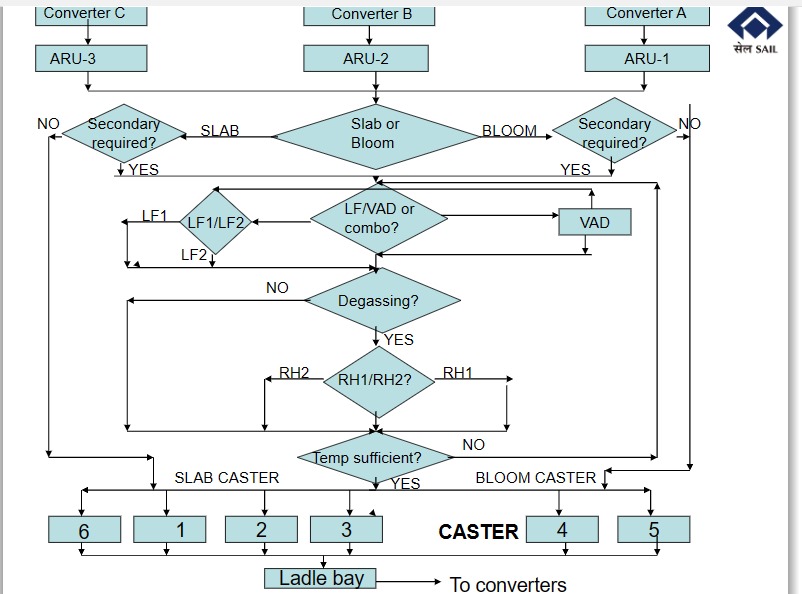 Converter C
Converter B
Converter A
सेल SAIL
ARU-3
ARU-2
ARU-1
NO
Secondary
required?
SLAB
Slab or
Bloom
BLOOM
Secondary
required?
NO
YES
YES
LF1
LF1/LF2
LF/VAD or
combo?
VAD
LF2
NO
Degassing?
YES
RH2
RH1/RH2?
RH1
NO
Temp sufficient?
SLAB CASTER
YES
BLOOM CASTER
6
1
2
3
CASTER
4
5
Ladle bay
To converters